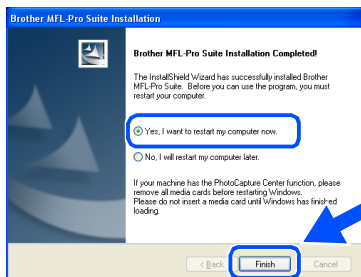 Brother MFL-Pro Suite Installation
Brother MFL-Pro Suite Installation Completed!
The InstallShield Wizard has successfully installed Brother
MFL-Pro Suite. Before you can use the program, you must
restart your computer.
Yes, I want to restart my computer now.
No, I will restart my computer later.
If your machine has the PhotoCapture Center function, please
remove all media cards before restarting Windows.
Please do not insert a media card until Windows has finished
loading.
< Back
Finish
Cancel